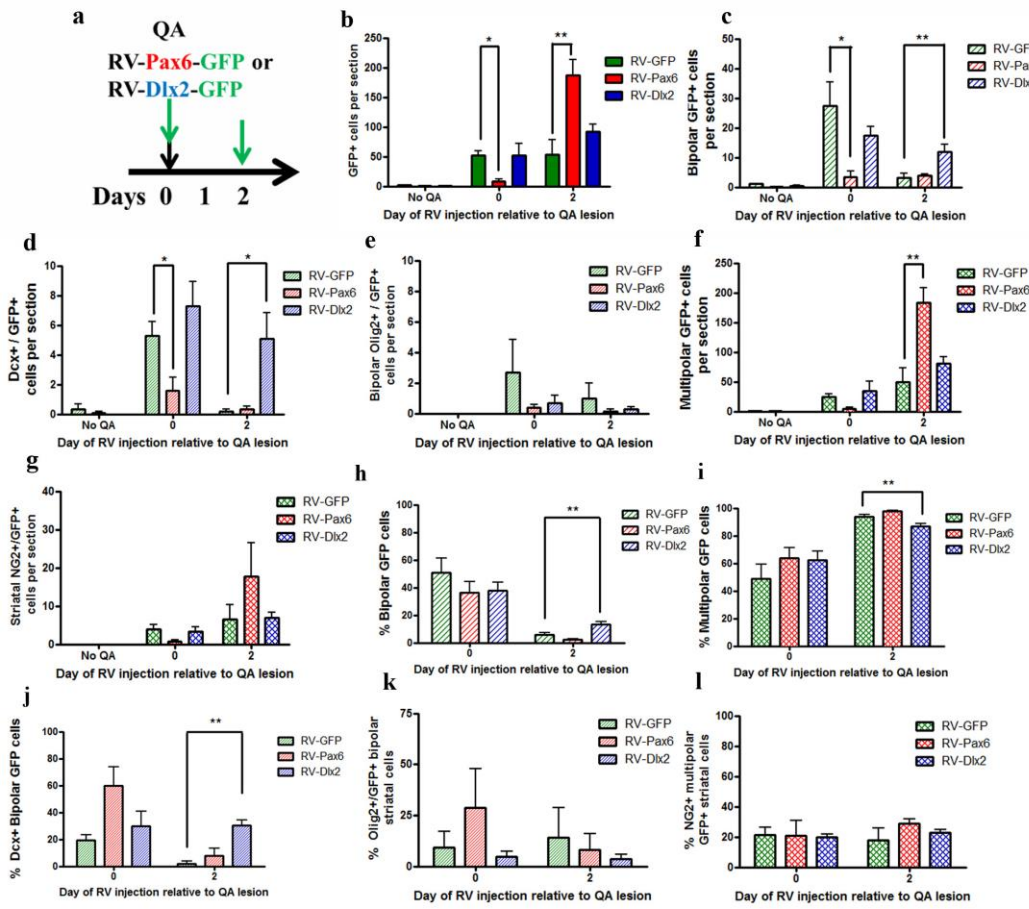 a
QA
RV-Pax6-GFP or
RV-Dlx2-GFP
Days 0 1 2
b
GFP+ cells per section
250
200
150
100
50
0
*
**
RV-GFP
RV-Pax6
RV-Dlx2
No QA 0 2
Day of RV injection relative to QA lesion
c
Bipolar GFP+ cells
per section
50
40
30
20
10
0
*
**
RV-GFP
RV-Pa
RV-Dlx
No QA 0 2
Day of RV injection relative to QA lesion
d
Dcx+ / GFP+
cells per section
10
8
6
4
2
0
*
*
RV-GFP
RV-Pax6
RV-Dlx2
No QA 0 2
Day of RV injection relative to QA lesion
e
Bipolar Olig2+ / GFP+
cells per section
10
8
6
4
2
0
RV-GFP
RV-Pax6
RV-Dlx2
No QA 0 2
Day of RV injection relative to QA lesion
f
Multipolar GFP+ cells
per section
250
200
150
100
50
0
**
RV-GFP
RV-Pax6
RV-Dlx2
No QA 0 2
Day of RV injection relative to QA lesion
g
Striatal NG2+/GFP+
cells per section
40
30
20
10
0
RV-GFP
RV-Pax6
RV-Dlx2
No QA 0 2
Day of RV injection relative to QA lesion
h
% Bipolar GFP cells
100
80
60
40
20
0
**
RV-GFP
RV-Pax6
RV-Dlx2
0 2
Day of RV injection relative to QA lesion
i
% Multipolar GFP cells
100
80
60
40
20
0
**
RV-GFP
RV-Pax6
RV-Dlx2
0 2
Day of RV injection relative to QA lesion
j
% Dcx+ Bipolar GFP cells
100
80
60
40
20
0
**
RV-GFP
RV-Pax6
RV-Dlx2
0 2
Day of RV injection relative to QA lesion
k
% Olig2+/GFP+ bipolar
striatal cells
75
50
25
0
RV-GFP
RV-Pax6
RV-Dlx2
0 2
Day of RV injection relative to QA lesion
l
% NG2+ multipolar
GFP+ striatal cells
100
80
60
40
20
0
RV-GFP
RV-Pax6
RV-Dlx2
0 2
Day of RV injection relative to QA lesion